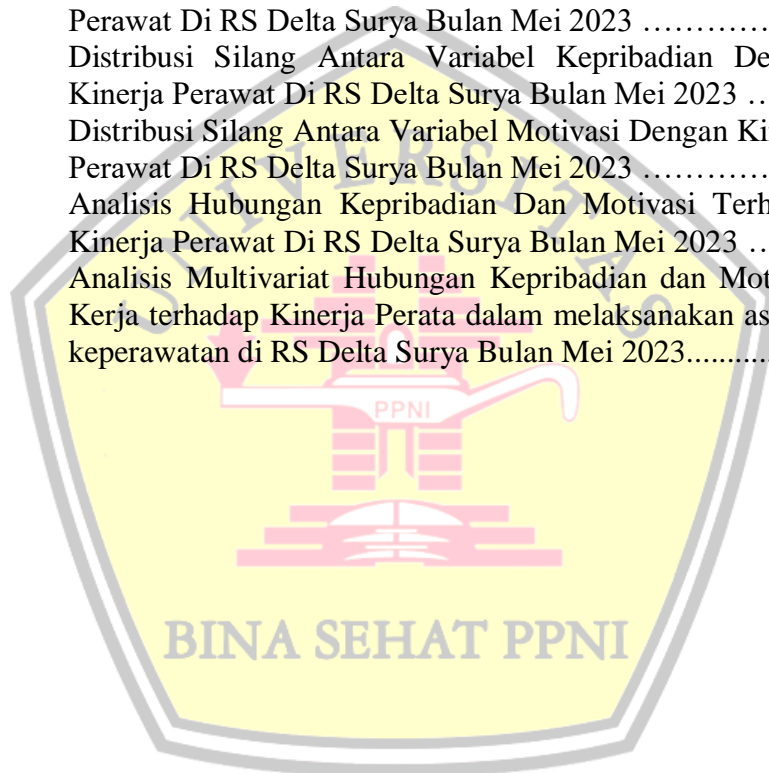 Perawat Di RS Delta Surya Bulan Mei 2023 ………….
Distribusi Silang Antara Variabel Kepribadian De
Kinerja Perawat Di RS Delta Surya Bulan Mei 2023 …
Distribusi Silang Antara Variabel Motivasi Dengan Ki
Perawat Di RS Delta Surya Bulan Mei 2023 ………….
Analisis Hubungan Kepribadian Dan Motivasi Terh
Kinerja Perawat Di RS Delta Surya Bulan Mei 2023 …
Analisis Multivariat Hubungan Kepribadian dan Mot
Kerja terhadap Kinerja Perata dalam melaksanakan as
keperawatan di RS Delta Surya Bulan Mei 2023...........
UNIVERSITAS
PPNI
BINA SEHAT PPNI